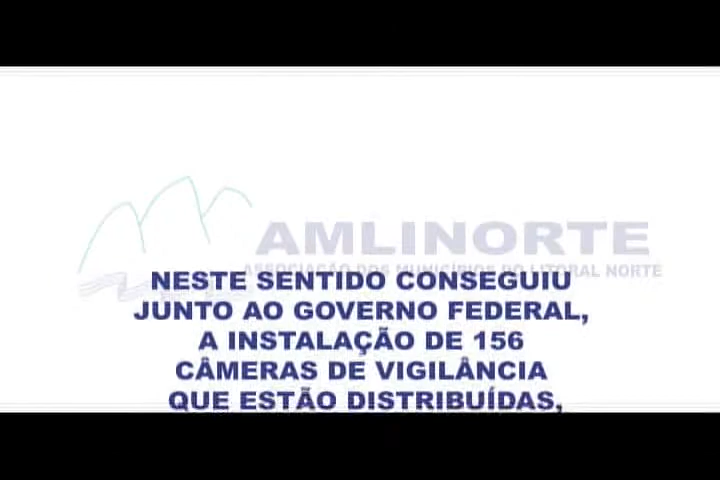 AMLINORTE
ASSOCIAÇÃO DOS MUNICÍPIOS DO LITORAL NORTE
NESTE SENTIDO CONSEGUIU
JUNTO AO GOVERNO FEDERAL,
A INSTALAÇÃO DE 156
CÂMERAS DE VIGILÂNCIA
QUE ESTÃO DISTRIBUÍDAS,